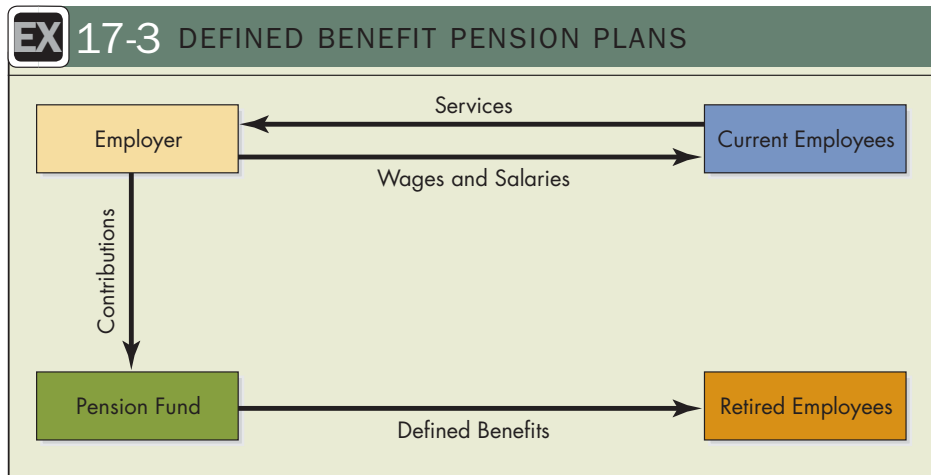 EX 17-3 DEFINED BENEFIT PENSION PLANS
Services
Employer
Current Employees
Wages and Salaries
Contributions
Pension Fund
Retired Employees
Defined Benefits